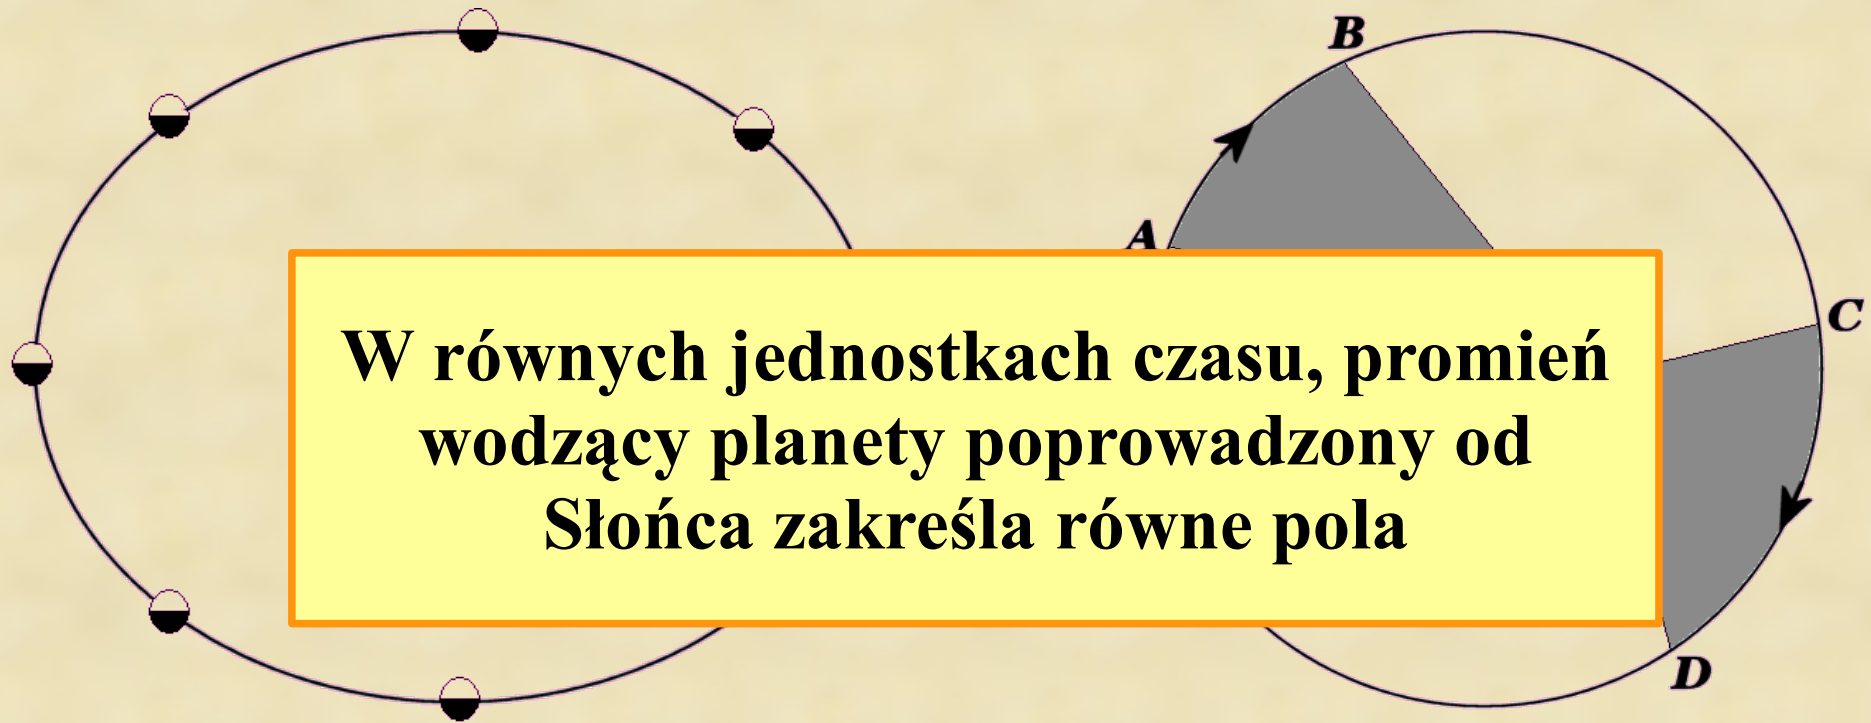 B
A
C
W równych jednostkach czasu, promień
wodzący planety poprowadzony od
Słońca zakreśla równe pola
D